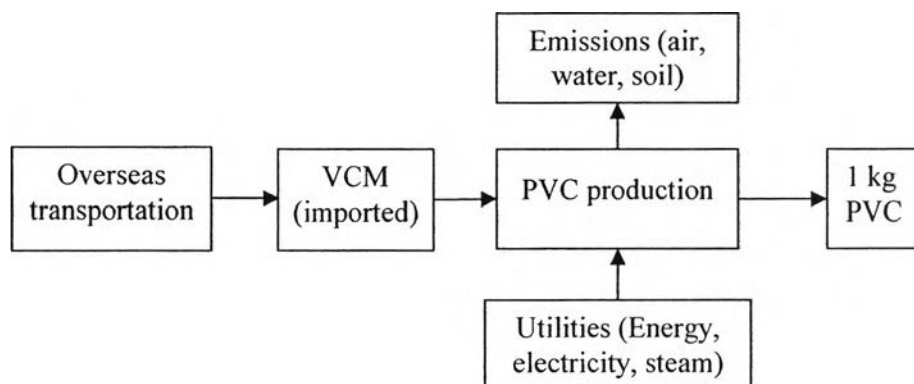 Emissions (air,
water, soil)
Overseas
transportation
VCM
(imported)
PVC production
1 kg
PVC
Utilities (Energy,
electricity, steam)